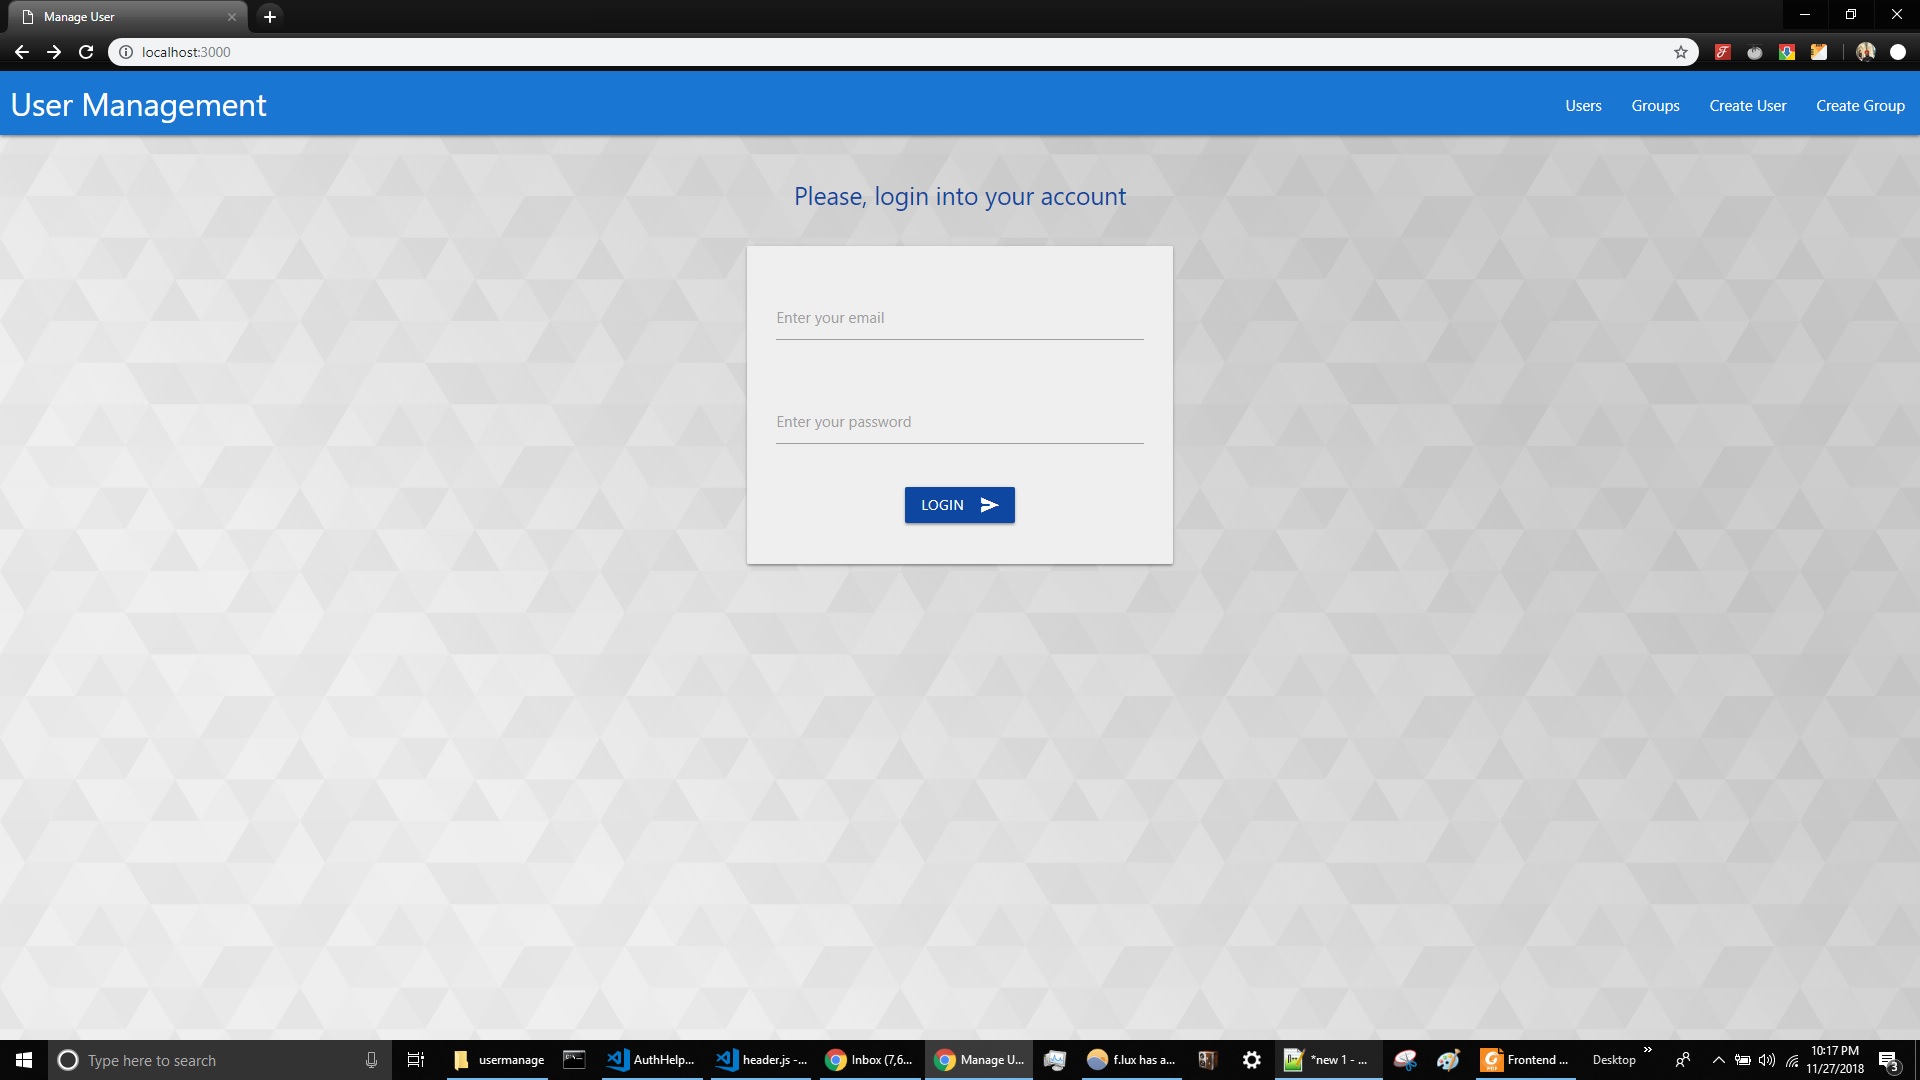 Manage User
localhost:3000
User Management
Users
Groups
Create User
Create Group
Please, login into your account
Enter your email
Enter your password
LOGIN
Type here to search
usermanage
AuthHelp...
header.js -...
Inbox (7,6...
Manage U...
f.lux has a...
*new 1 - ...
Frontend ...
Desktop
10:17 PM
11/27/2018
3